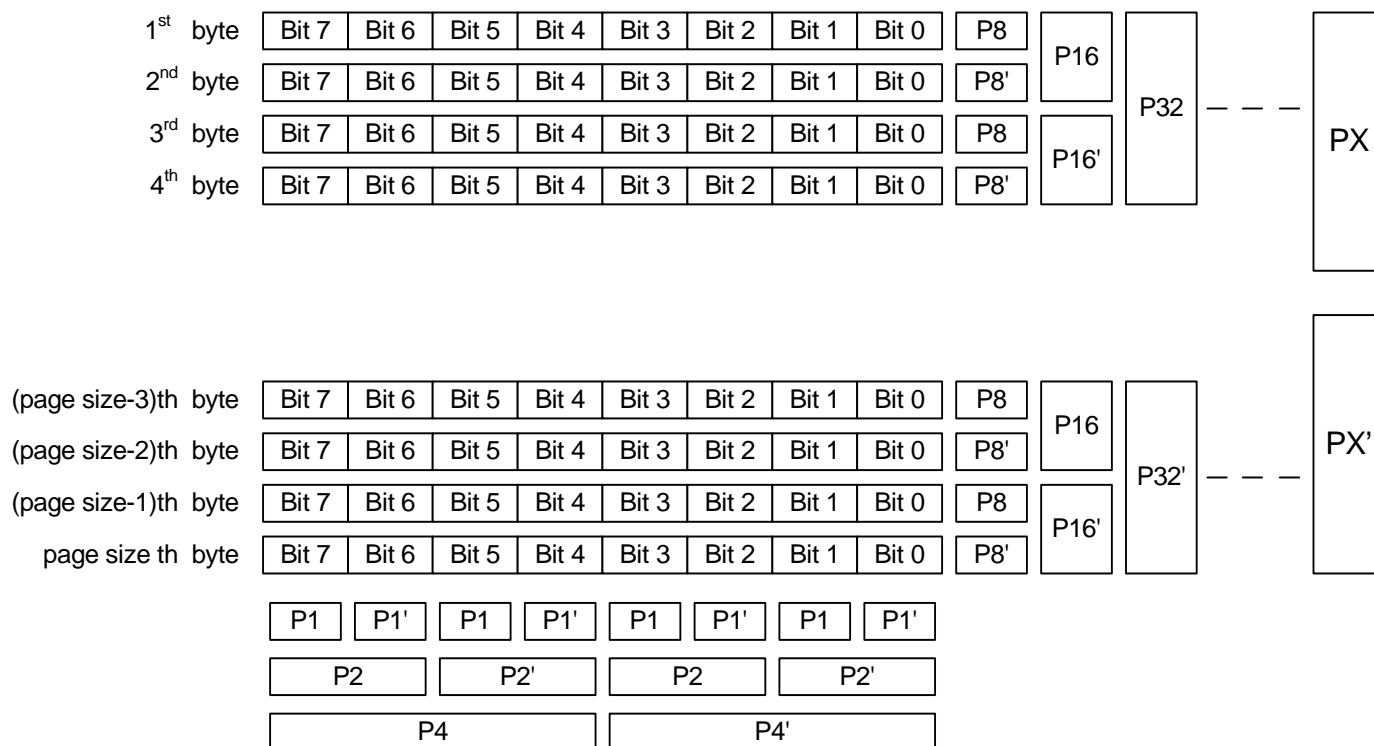 1st byte Bit 7 Bit 6 Bit 5 Bit 4 Bit 3 Bit 2 Bit 1 Bit 0 P8
P16
2nd byte Bit 7 Bit 6 Bit 5 Bit 4 Bit 3 Bit 2 Bit 1 Bit 0 P8'
P32
PX
3rd byte Bit 7 Bit 6 Bit 5 Bit 4 Bit 3 Bit 2 Bit 1 Bit 0 P8
P16'
4th byte Bit 7 Bit 6 Bit 5 Bit 4 Bit 3 Bit 2 Bit 1 Bit 0 P8'
(page size-3)th byte Bit 7 Bit 6 Bit 5 Bit 4 Bit 3 Bit 2 Bit 1 Bit 0 P8
P16
(page size-2)th byte Bit 7 Bit 6 Bit 5 Bit 4 Bit 3 Bit 2 Bit 1 Bit 0 P8'
PX'
P32'
(page size-1)th byte Bit 7 Bit 6 Bit 5 Bit 4 Bit 3 Bit 2 Bit 1 Bit 0 P8
P16'
page size th byte Bit 7 Bit 6 Bit 5 Bit 4 Bit 3 Bit 2 Bit 1 Bit 0 P8'
P1 P1' P1 P1' P1 P1' P1 P1'
P2 P2' P2 P2'
P4 P4'